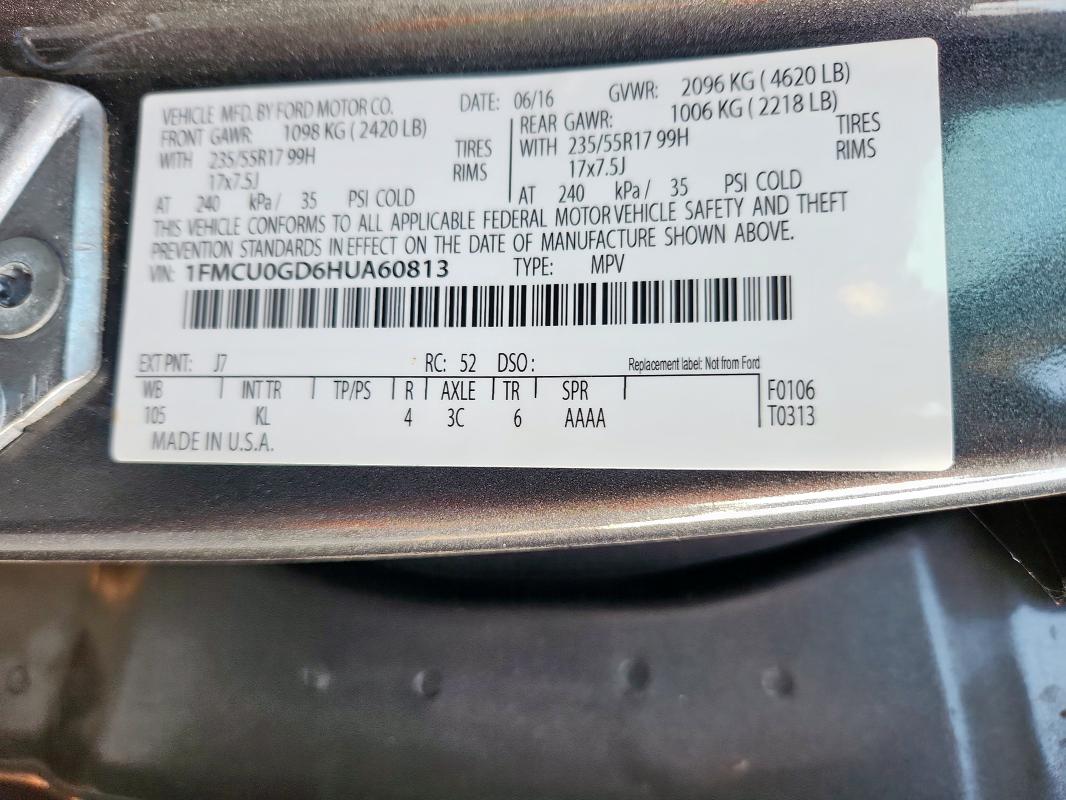 VEHICLE MFD. BY FORD MOTOR CO. DATE: 06/16 GVWR: 2096 KG ( 4620 LB)
FRONT GAWR: 1098 KG ( 2420 LB) REAR GAWR: 1006 KG ( 2218 LB)
WITH 235/55R17 99H TIRES WITH 235/55R17 99H TIRES
17x7.5J RIMS 17x7.5J RIMS
AT 240 kPa/ 35 PSI COLD AT 240 kPa/ 35 PSI COLD
THIS VEHICLE CONFORMS TO ALL APPLICABLE FEDERAL MOTOR VEHICLE SAFETY AND THEFT
PREVENTION STANDARDS IN EFFECT ON THE DATE OF MANUFACTURE SHOWN ABOVE.
VIN: 1FMCU0GD6HUA60813 TYPE: MPV
EXT PNT: J7 RC: 52 DSO: Replacement label: Not from Ford
WB INT TR TP/PS R AXLE TR SPR F0106
105 KL 4 3C 6 AAAA T0313
MADE IN U.S.A.